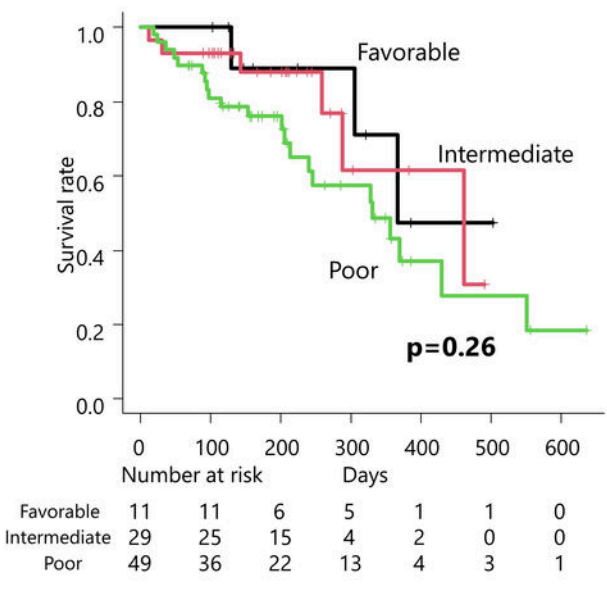 1.0
0.8
0.6
0.4
0.2
0.0
Survival rate
Favorable
Intermediate
Poor
p=0.26
0 100 200 300 400 500 600
Number at risk Days
Favorable 11 11 6 5 1 1 0
Intermediate 29 25 15 4 2 0 0
Poor 49 36 22 13 4 3 1